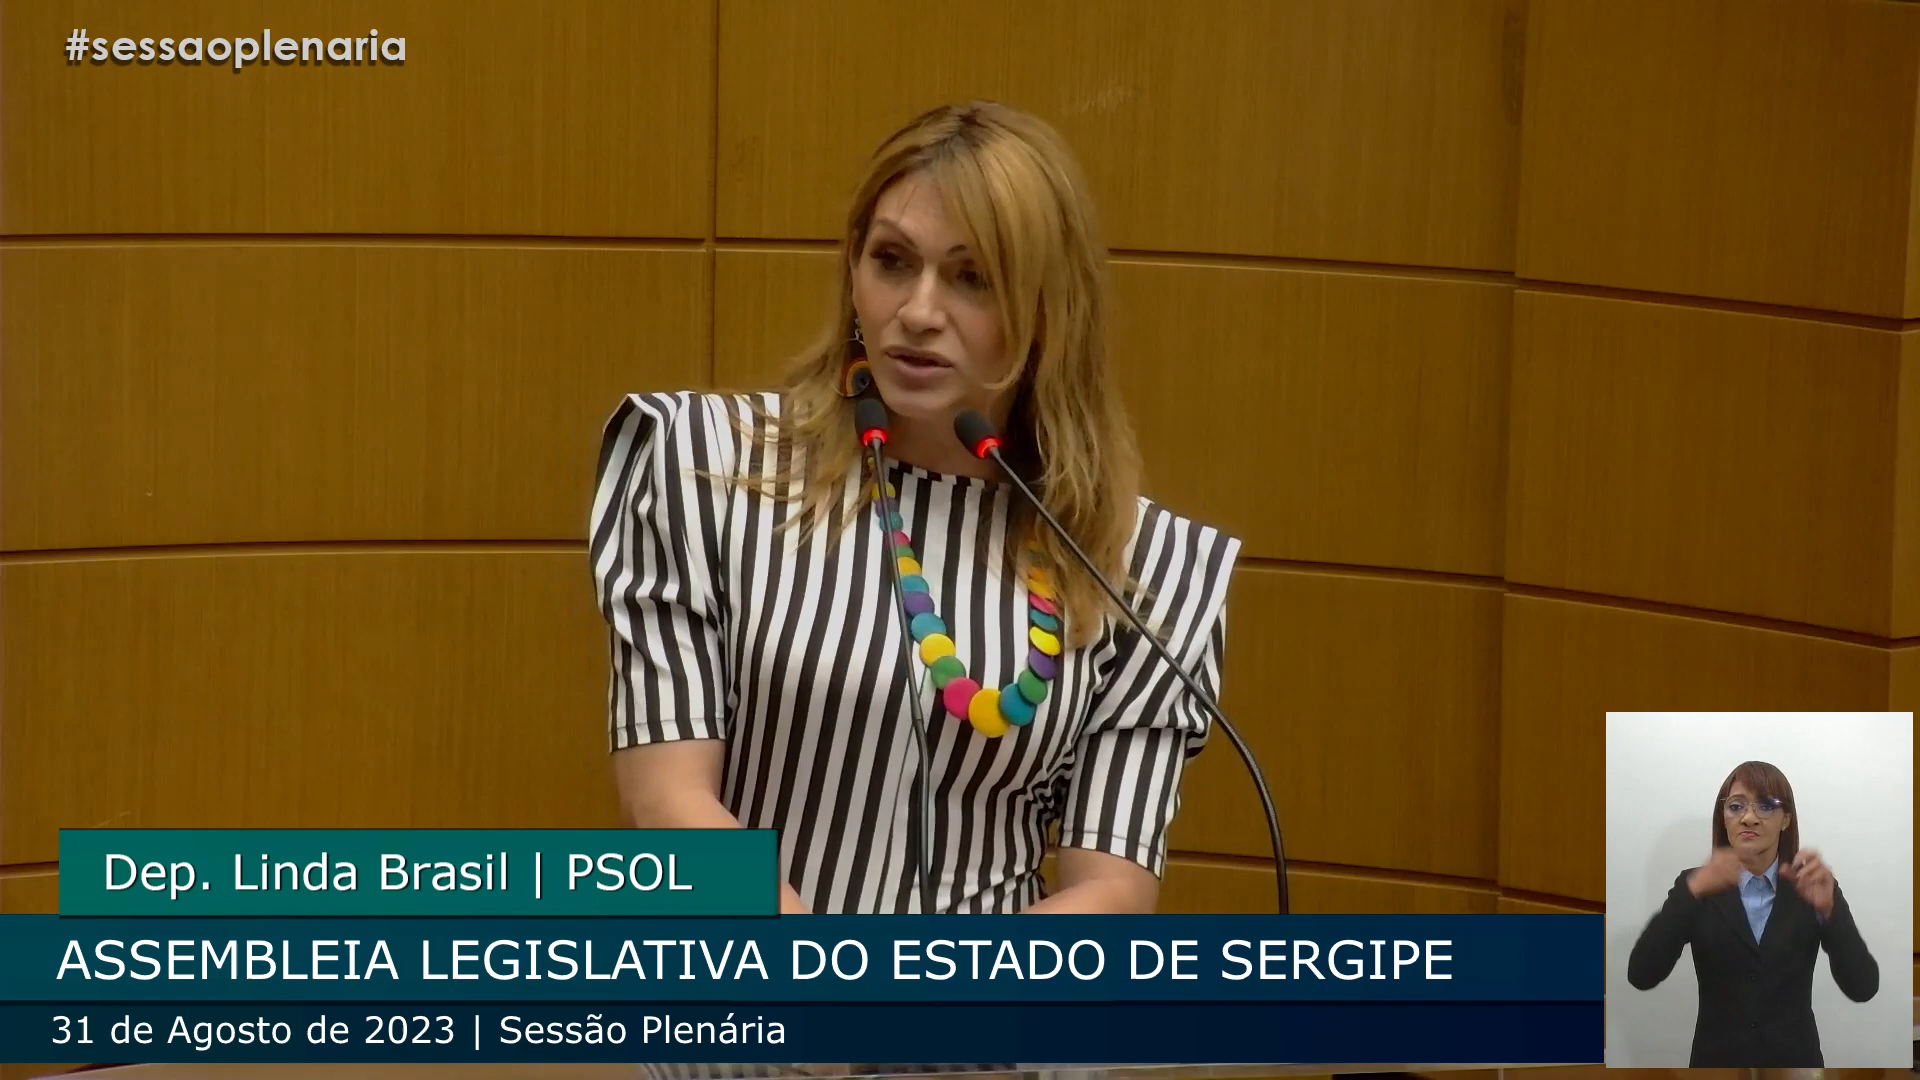 #sessaoplenaria
Dep. Linda Brasil | PSOL
ASSEMBLEIA LEGISLATIVA DO ESTADO DE SERGIPE
31 de Agosto de 2023 | Sessão Plenária